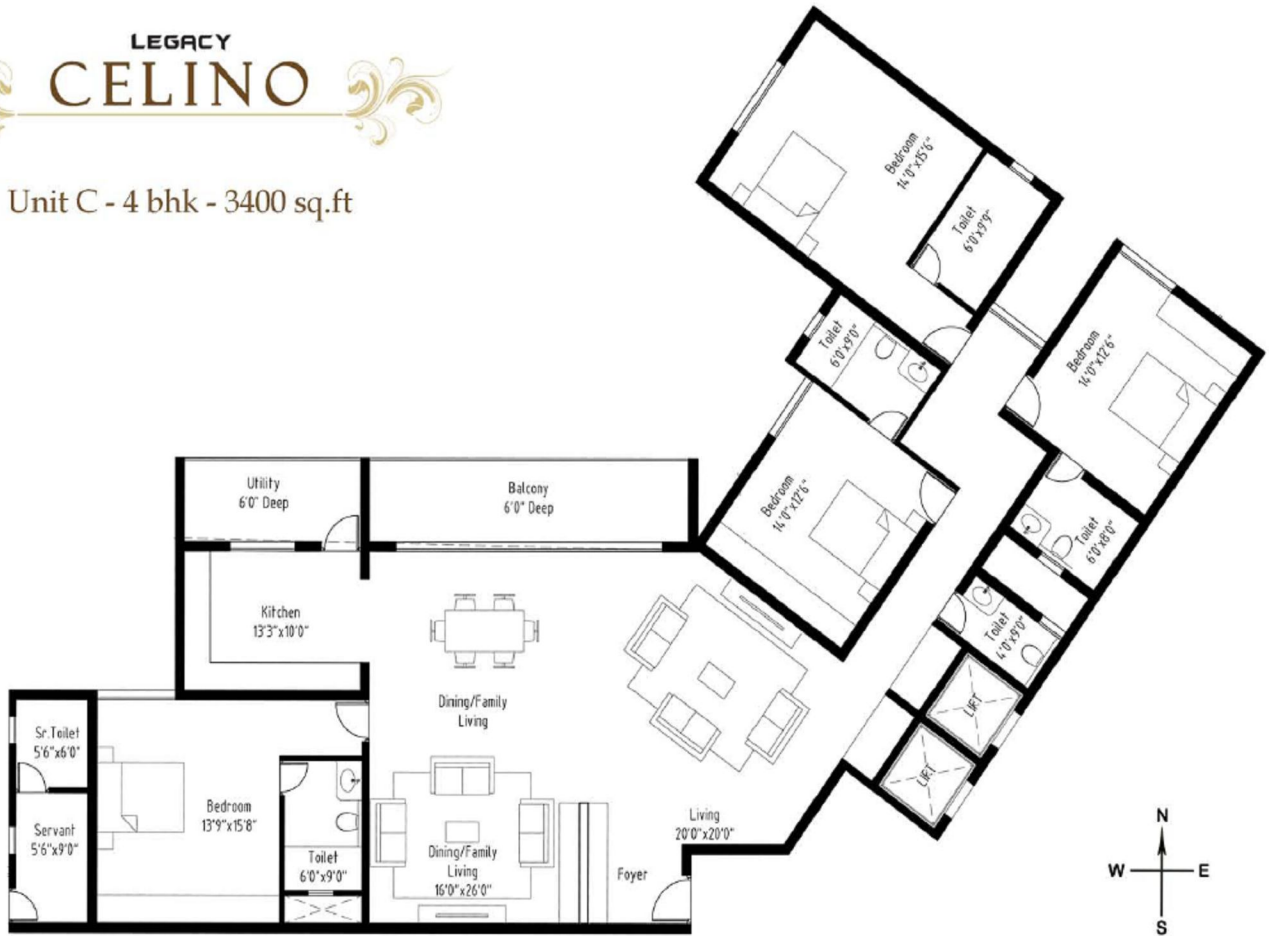 LEGACY
CELINO
Unit C - 4 bhk - 3400 sq.ft
Bedroom
14'0"x15'6"
Toilet
6'0'x9'9"
Toilet
6'0'x9'0"
Bedroom
14'0"x12'6"
Bedroom
14'0"x12'6"
Toilet
6'0'x8'0"
Toilet
4'0'x9'0"
LIFT
LIFT
Utility
6'0" Deep
Balcony
6'0" Deep
Kitchen
13'3"x10'0"
Dining/Family
Living
Sr.Toilet
5'6"x6'0"
Servant
5'6"x9'0"
Bedroom
13'9"x15'8"
Toilet
6'0"x9'0"
Dining/Family
Living
16'0"x26'0"
Foyer
Living
20'0"x20'0"
N
W
E
S